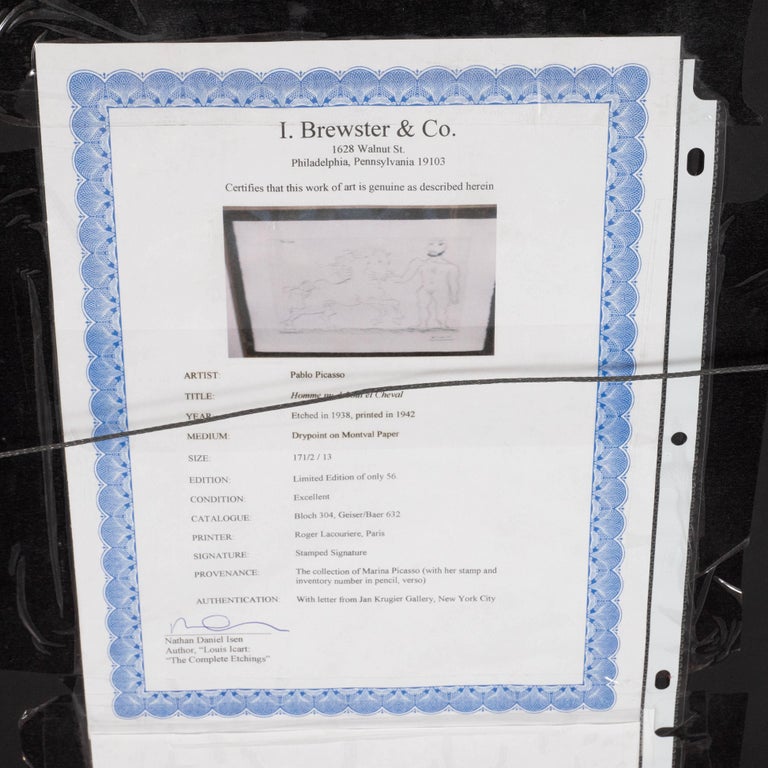 I. Brewster & Co.
1628 Walnut St.
Philadelphia, Pennsylvania 19103
Certifies that this work of art is genuine as described herein
ARTIST: Pablo Picasso
TITLE: Homme et Cheval
YEAR Etched in 1938, printed in 1942
MEDIUM: Drypoint on Montval Paper
SIZE: 171/2 / 13
EDITION: Limited Edition of only 56.
CONDITION: Excellent
CATALOGUE: Bloch 304, Geiser/Baer 632
PRINTER: Roger Lacouriere, Paris
SIGNATURE: Stamped Signature
PROVENANCE: The collection of Marina Picasso (with her stamp and
inventory number in pencil, verso)
AUTHENTICATION: With letter from Jan Krugier Gallery, New York City
Nathan Daniel Isen
Author, "Louis Icart:
"The Complete Etchings"